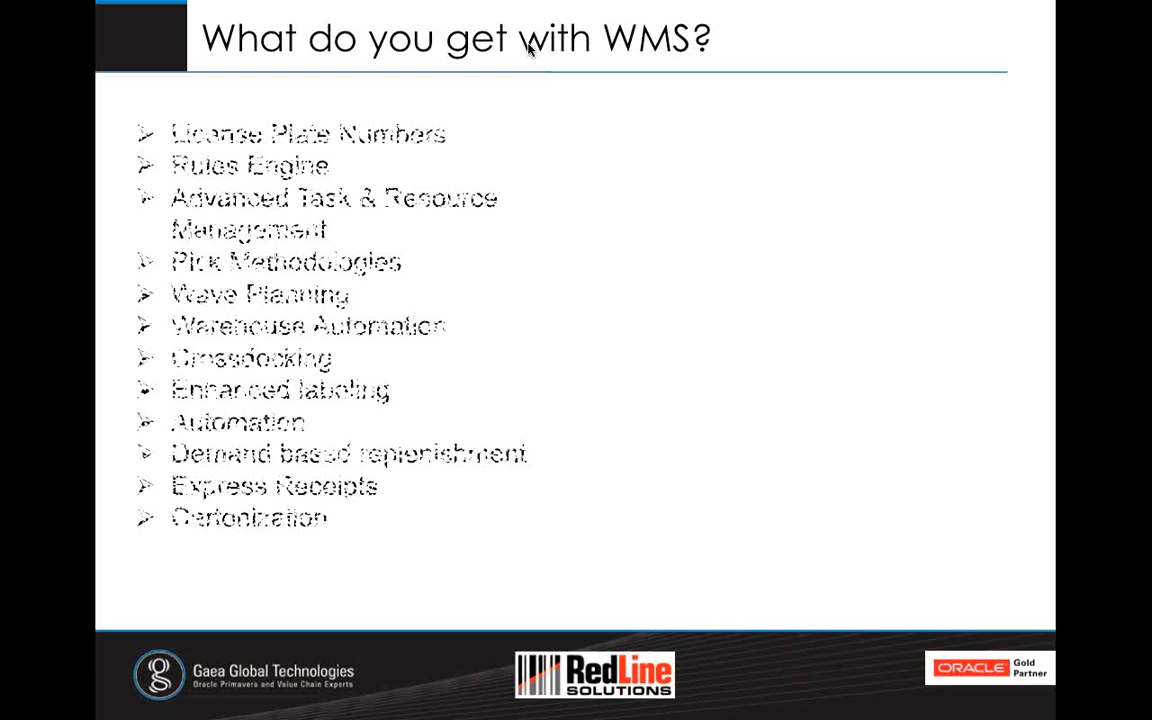 What do you get with WMS?
License Plate Numbers
Rules Engine
Advanced Task & Resource
Management
Pick Methodologies
Wave Planning
Warehouse Automation
Crossdocking
Enhanced labeling
Automation
Demand based replenishment
Express Receipts
Cartonization
g Gaea Global Technologies
Oracle Primavera and Value Chain Experts
RedLine
SOLUTIONS
ORACLE Gold
Partner